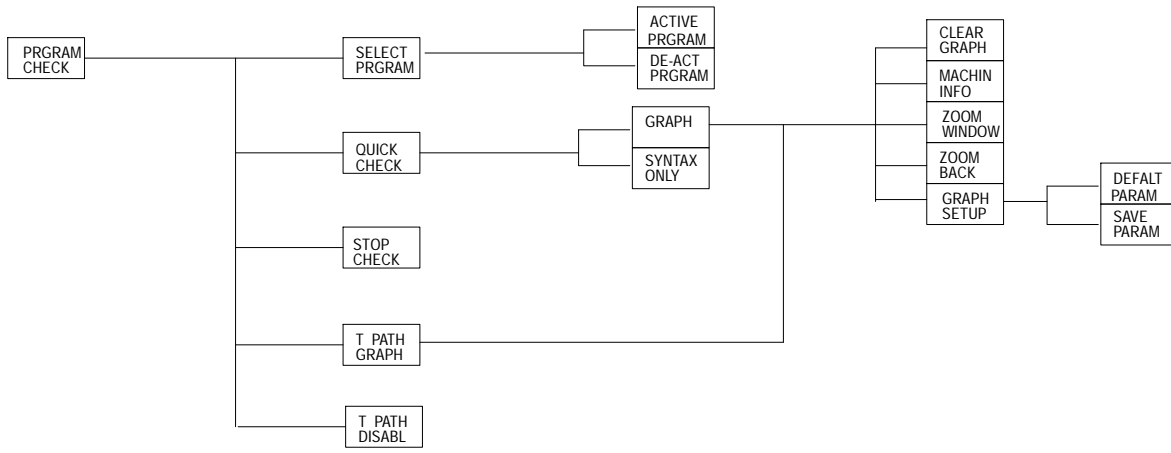 PRGRAM
CHECK
SELECT
PRGRAM
ACTIVE
PRGRAM
DE-ACT
PRGRAM
QUICK
CHECK
GRAPH
SYNTAX
ONLY
STOP
CHECK
T PATH
GRAPH
T PATH
DISABL
CLEAR
GRAPH
MACHIN
INFO
ZOOM
WINDOW
ZOOM
BACK
GRAPH
SETUP
DEFALT
PARAM
SAVE
PARAM